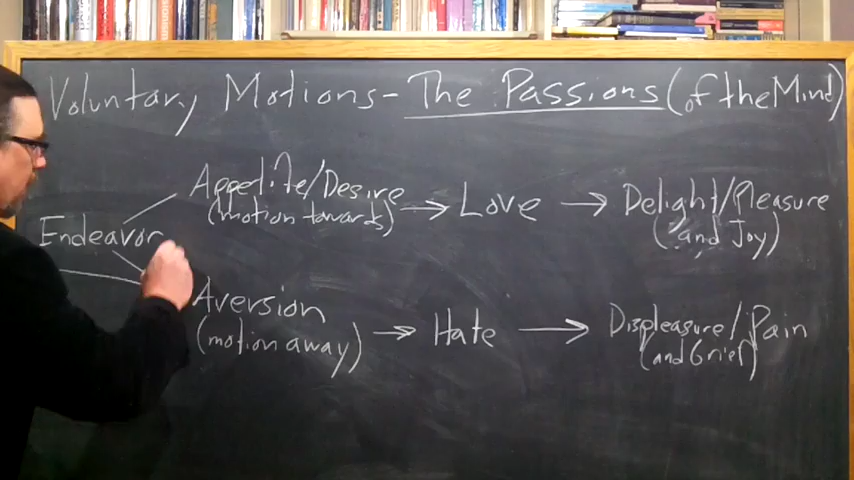 Voluntary Motions - The Passions (of the Mind)
Appetite/Desire → Love → Delight/Pleasure
(motion towards) (and Joy)
Endeavor
Aversion → Hate → Displeasure/Pain
(motion away) (and Grief)